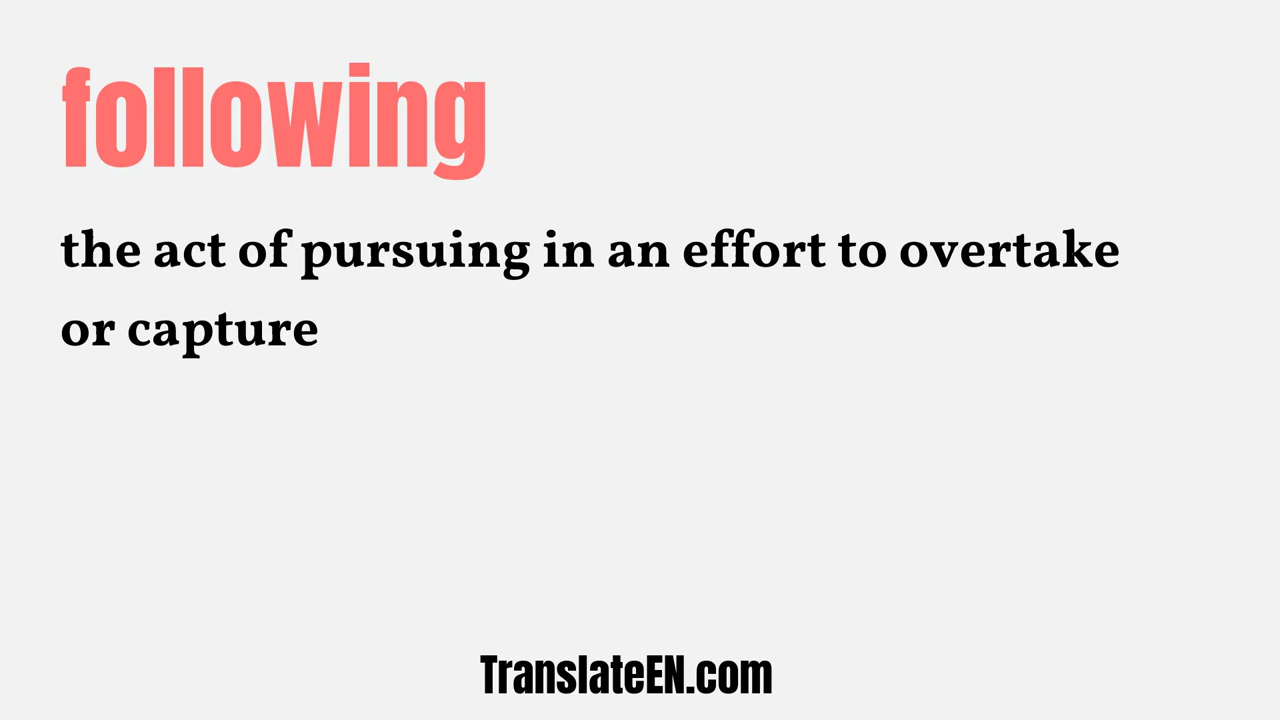 following
the act of pursuing in an effort to overtake
or capture
TranslateEN.com